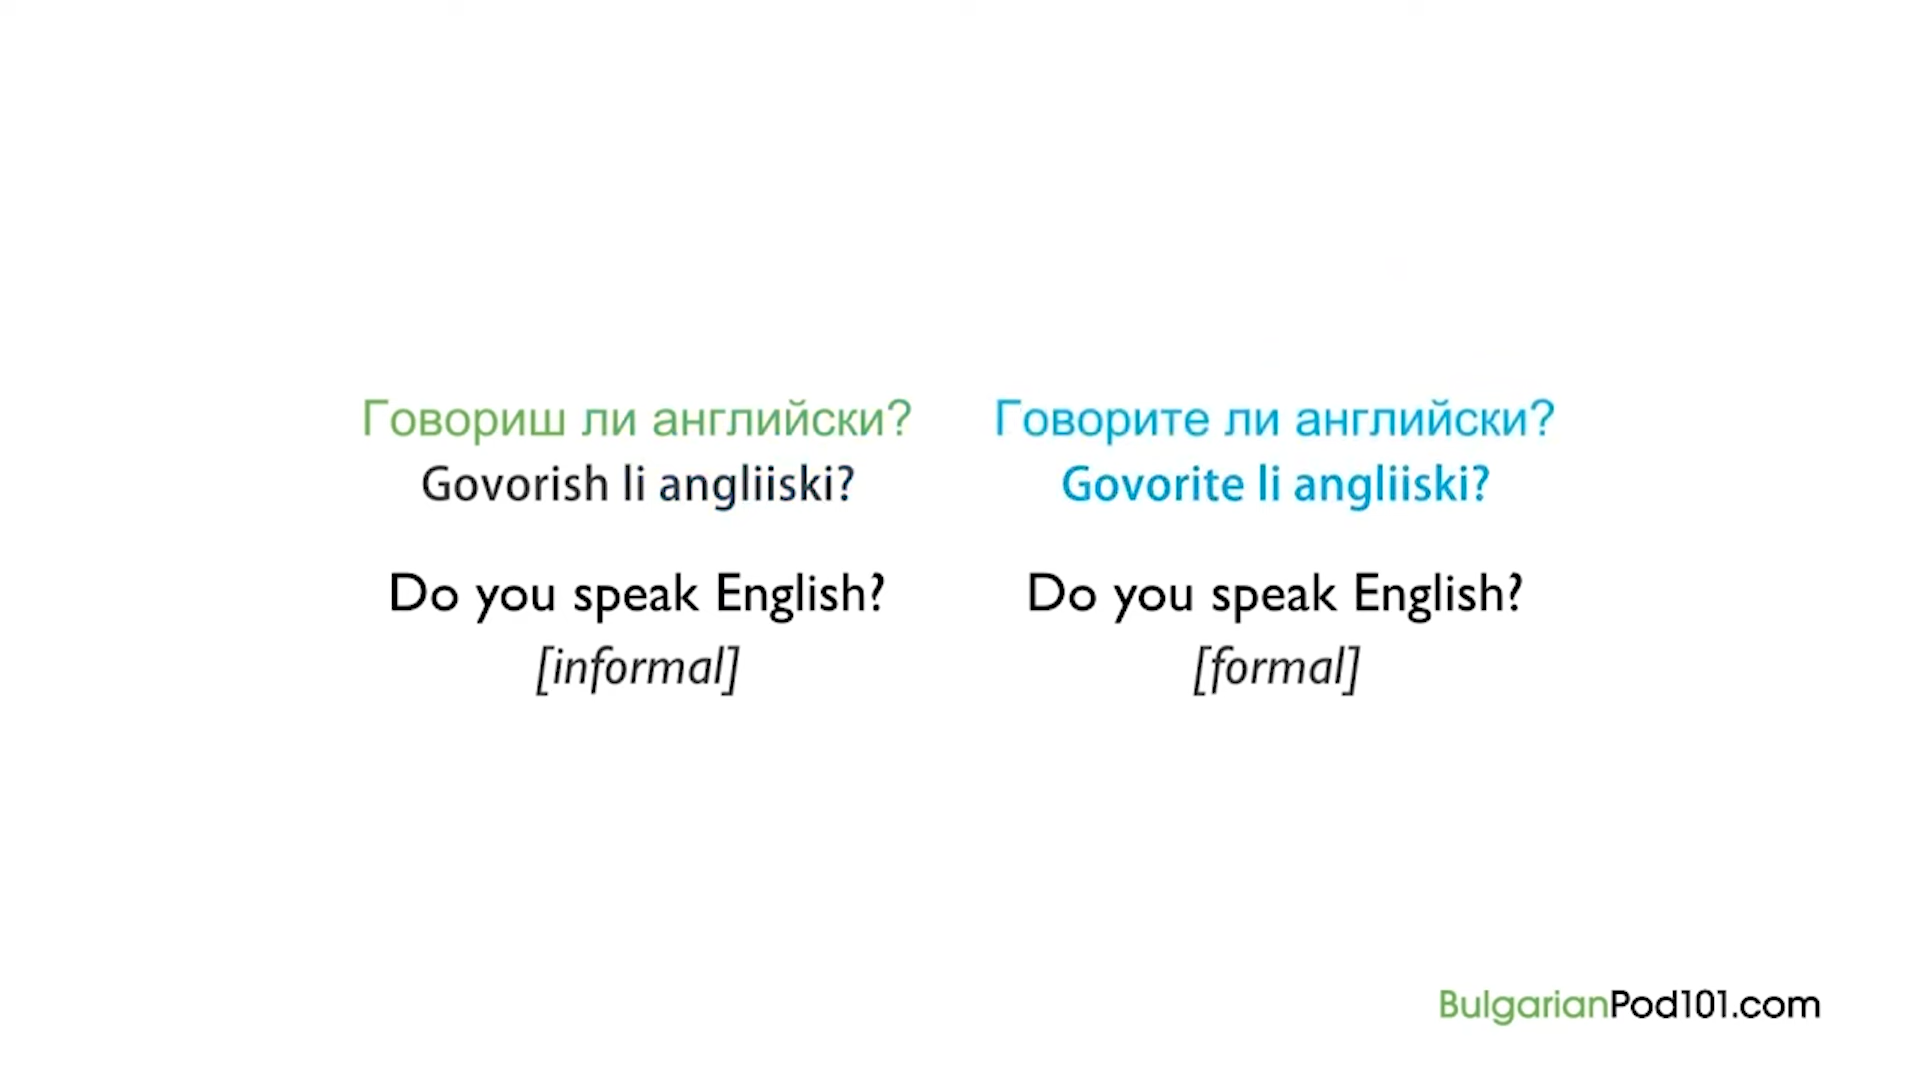 Говориш ли английски?
Govorish li angliiski?
Do you speak English?
[informal]
Говорите ли английски?
Govorite li angliiski?
Do you speak English?
[formal]
BulgarianPod101.com